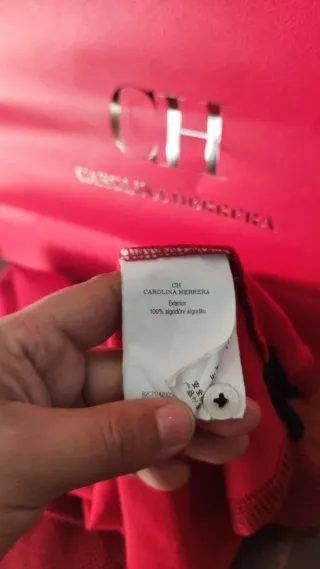 CH
CAROLINA HERRERA
CH
CAROLINA HERRERA
Exterior
100% algodón/ algodão